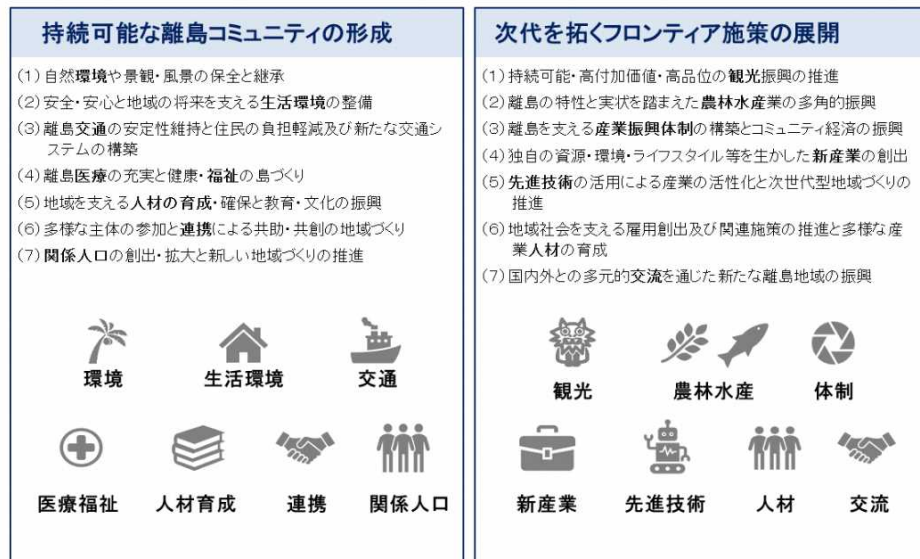 持続可能な離島コミュニティの形成
(1)自然環境や景観・風景の保全と継承
(2)安全・安心と地域の将来を支える生活環境の整備
(3)離島交通の安定性維持と住民の負担軽減及び新たな交通シ
ステムの構築
(4)離島医療の充実と健康・福祉の島づくり
(5)地域を支える人材の育成・確保と教育・文化の振興
(6)多様な主体の参加と連携による共助・共創の地域づくり
(7)関係人口の創出・拡大と新しい地域づくりの推進
環境 生活環境 交通
医療福祉 人材育成 連携 関係人口
次代を拓くフロンティア施策の展開
(1)持続可能・高付加価値・高品位の観光振興の推進
(2)離島の特性と実状を踏まえた農林水産業の多角的振興
(3)離島を支える産業振興体制の構築とコミュニティ経済の振興
(4)独自の資源・環境・ライフスタイル等を生かした新産業の創出
(5)先進技術の活用による産業の活性化と次世代型地域づくりの
推進
(6)地域社会を支える雇用創出及び関連施策の推進と多様な産
業人材の育成
(7)国内外との多元的交流を通じた新たな離島地域の振興
観光 農林水産 体制
新産業 先進技術 人材 交流